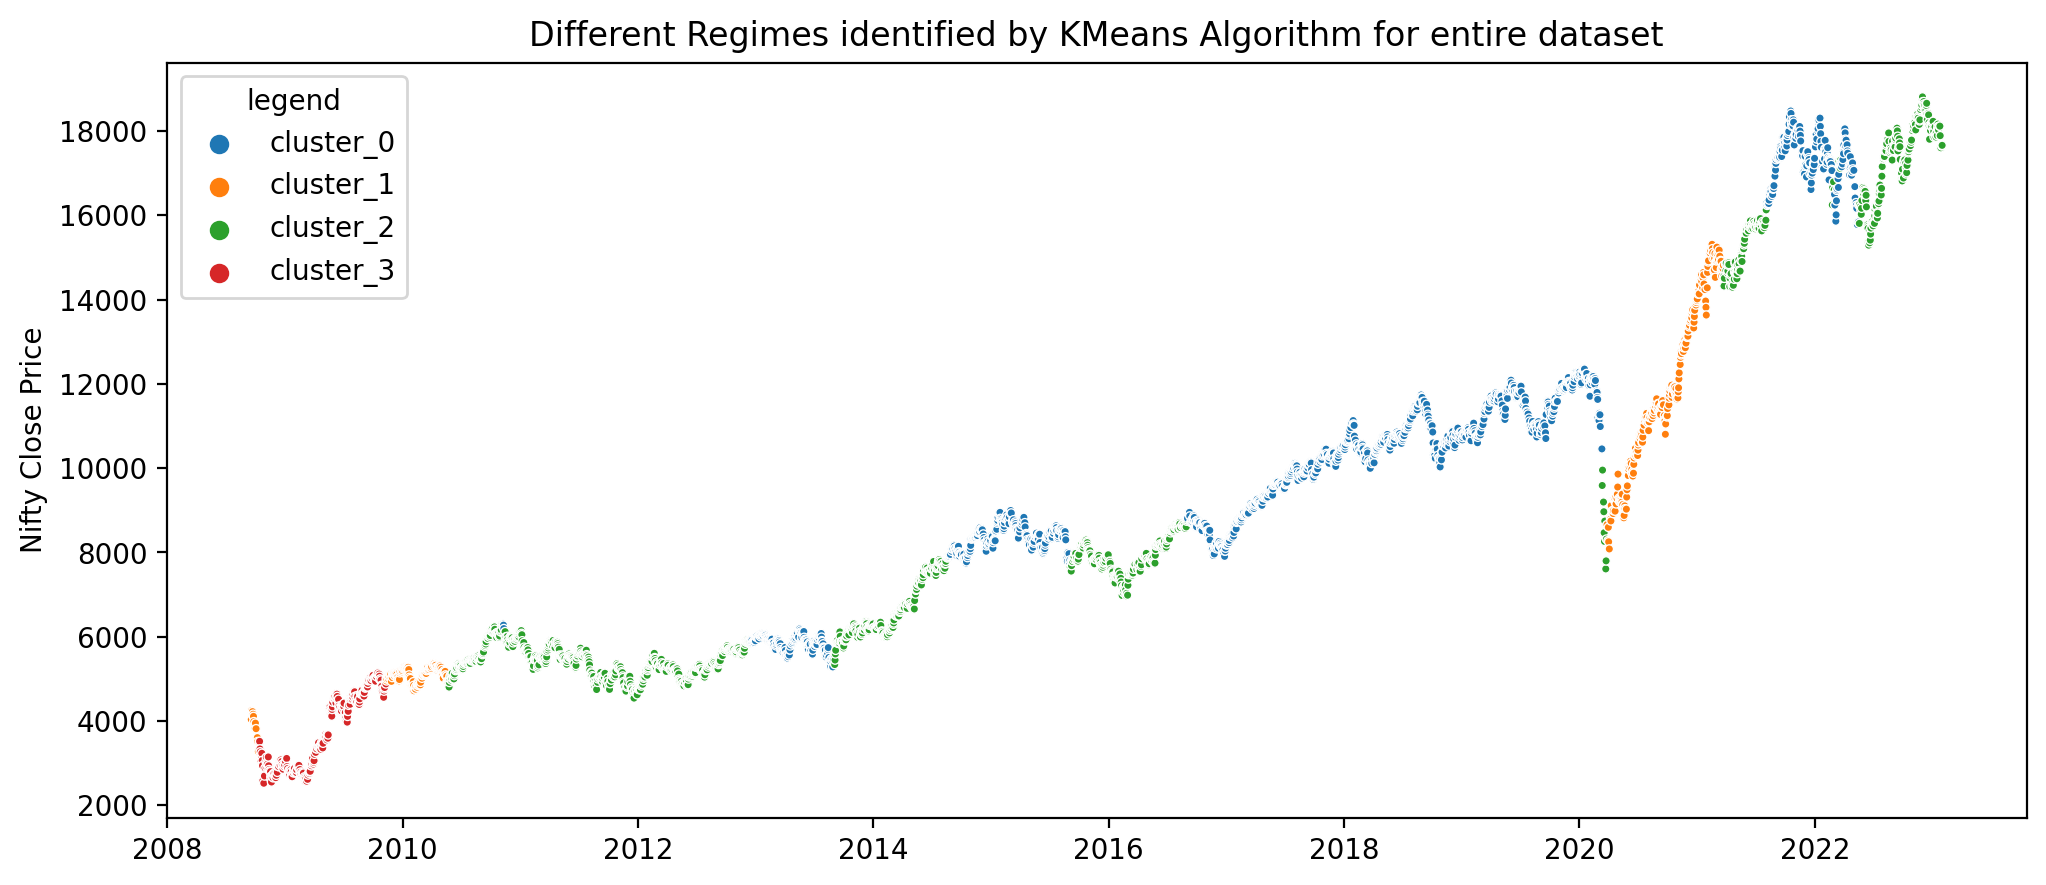 Different Regimes identified by KMeans Algorithm for entire dataset
legend
cluster_0
cluster_1
cluster_2
cluster_3
Nifty Close Price
18000
16000
14000
12000
10000
8000
6000
4000
2000
2008 2010 2012 2014 2016 2018 2020 2022